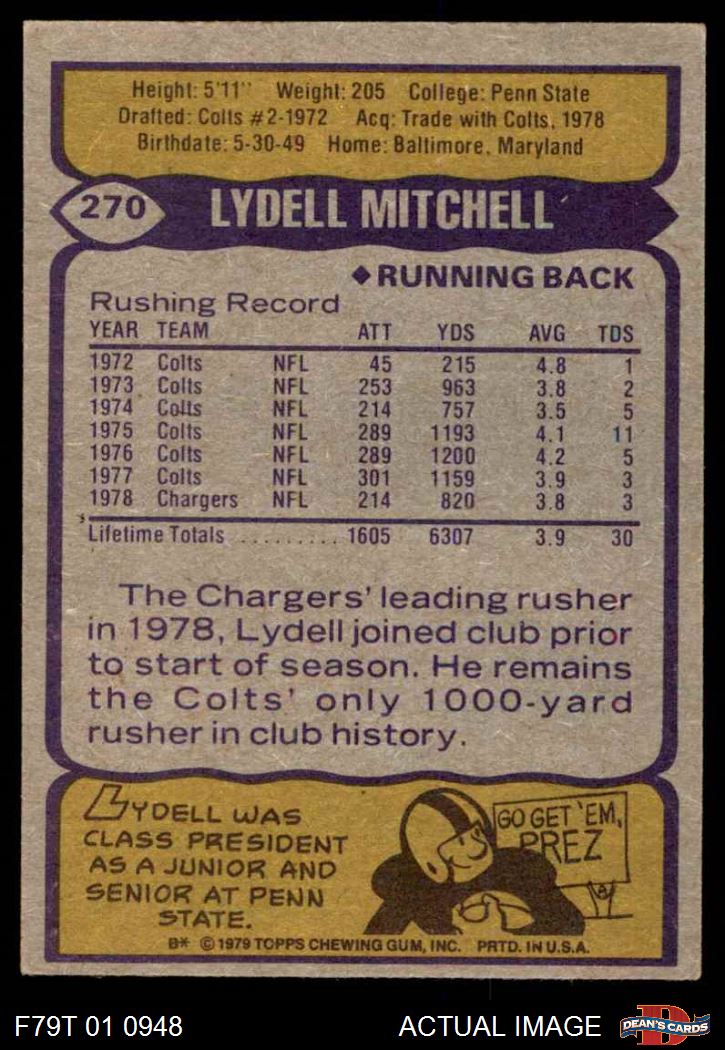 Height: 5'11" Weight: 205 College: Penn State
Drafted: Colts #2-1972 Acq: Trade with Colts, 1978
Birthdate: 5-30-49 Home: Baltimore, Maryland
270 LYDELL MITCHELL
◆ RUNNING BACK
Rushing Record
YEAR TEAM ATT YDS AVG TDS
1972 Colts NFL 45 215 4.8 1
1973 Colts NFL 253 963 3.8 2
1974 Colts NFL 214 757 3.5 5
1975 Colts NFL 289 1193 4.1 11
1976 Colts NFL 289 1200 4.2 5
1977 Colts NFL 301 1159 3.9 3
1978 Chargers NFL 214 820 3.8 3
Lifetime Totals ......... 1605 6307 3.9 30
The Chargers' leading rusher
in 1978, Lydell joined club prior
to start of season. He remains
the Colts' only 1000-yard
rusher in club history.
LYDELL WAS
CLASS PRESIDENT
AS A JUNIOR AND
SENIOR AT PENN
STATE.
GO GET 'EM,
PREZ
B* © 1979 TOPPS CHEWING GUM, INC. PRTD. IN U.S.A.
F79T 01 0948 ACTUAL IMAGE D DEAN'S CARDS